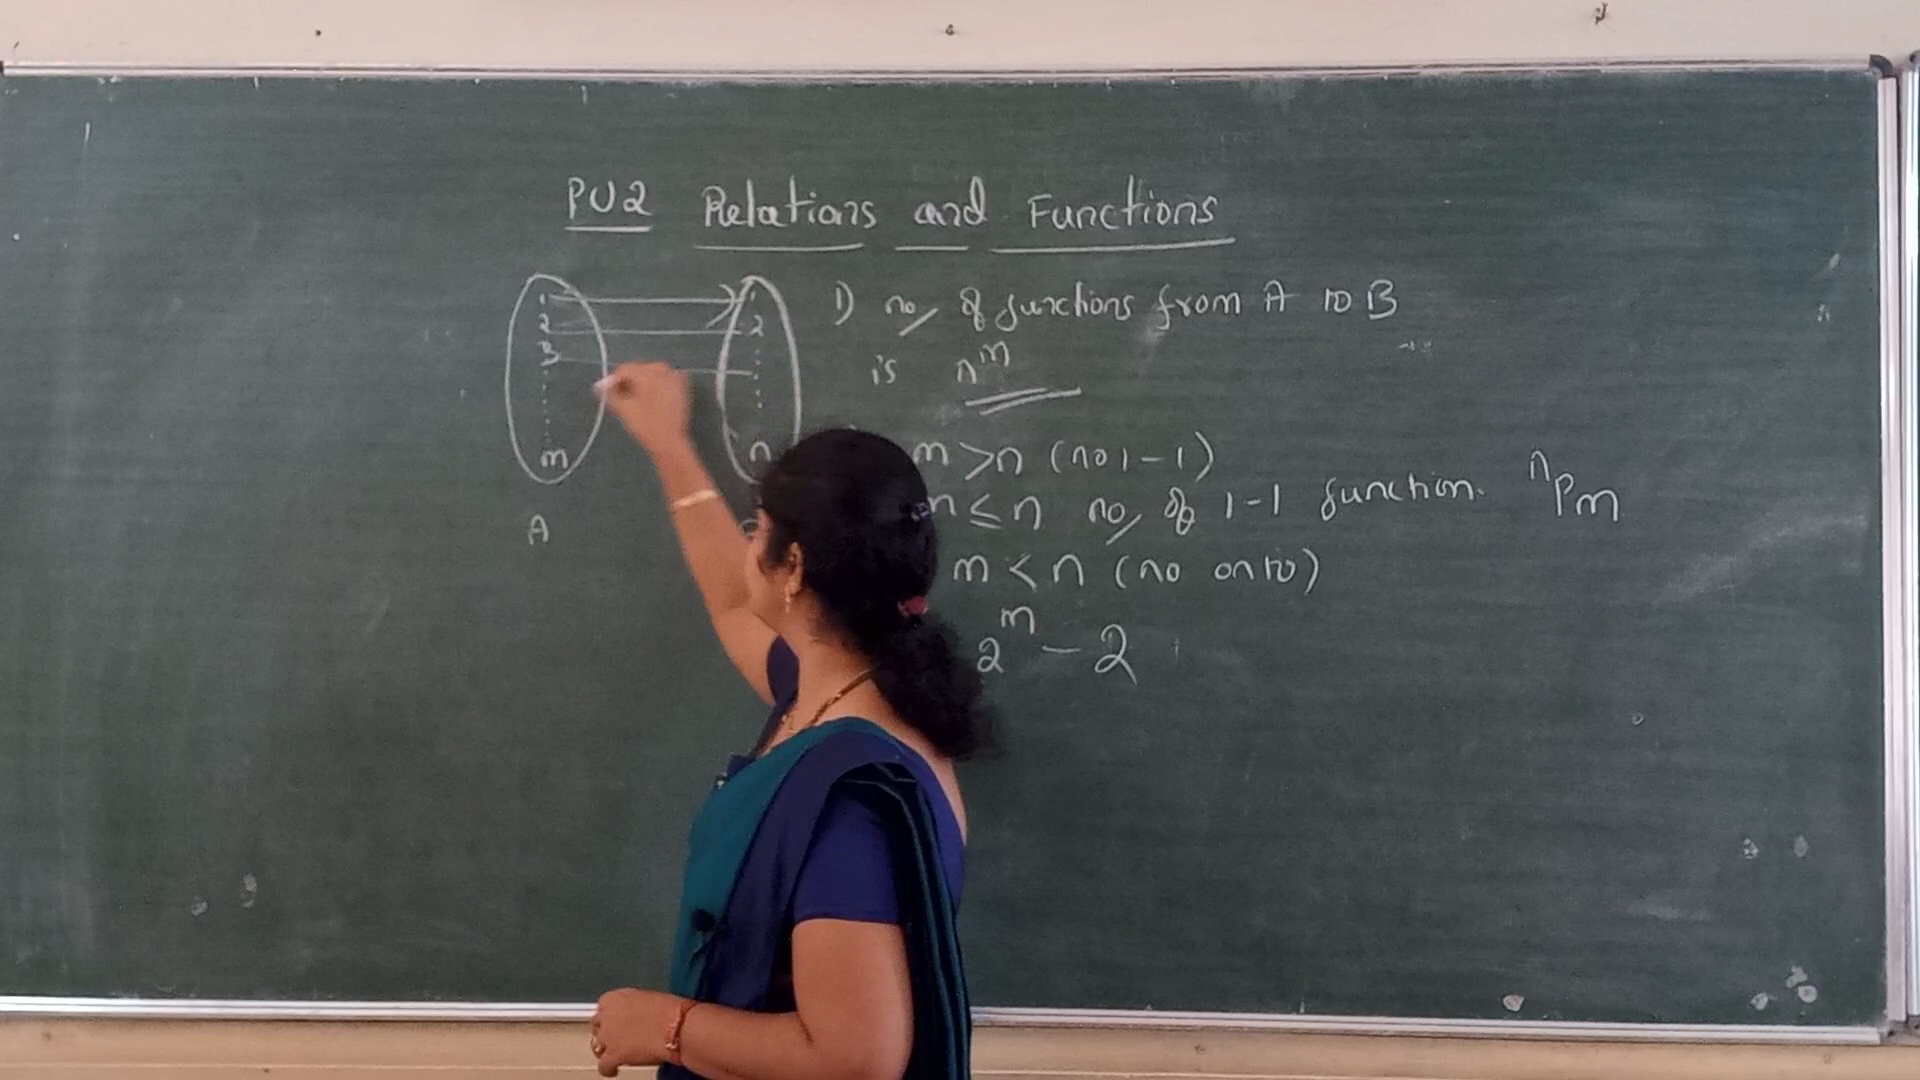 PU2 Relations and Functions
1
2
3
m
A
2
n
1) no, of functions from A to B
is n^m
m > n (no 1-1)
m ≤ n no, of 1-1 function. nPm
m < n (no onto)
2^m - 2